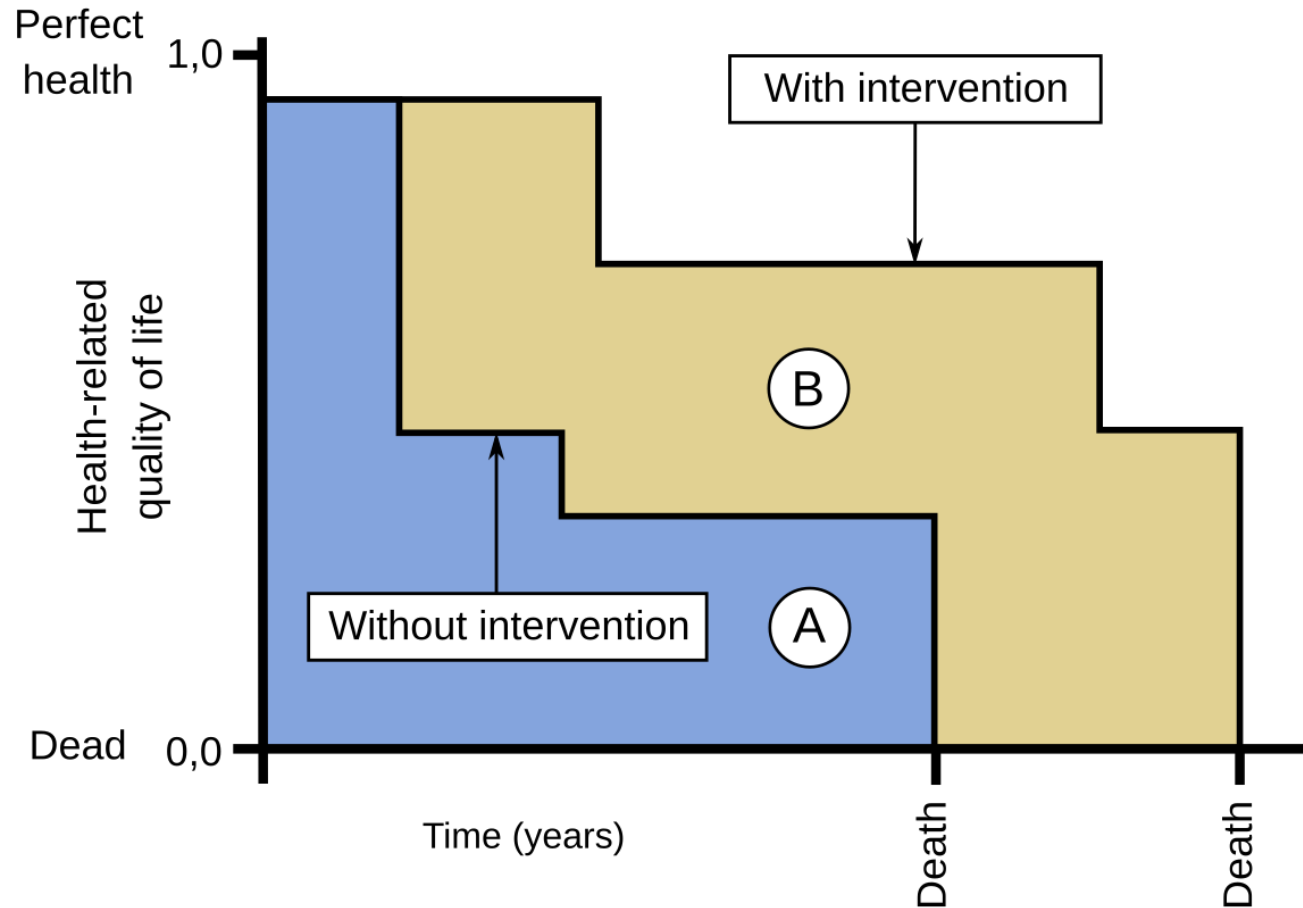 Perfect
health
1,0
With intervention
Health-related
quality of life
B
Without intervention
A
Dead
0,0
Time (years)
Death
Death